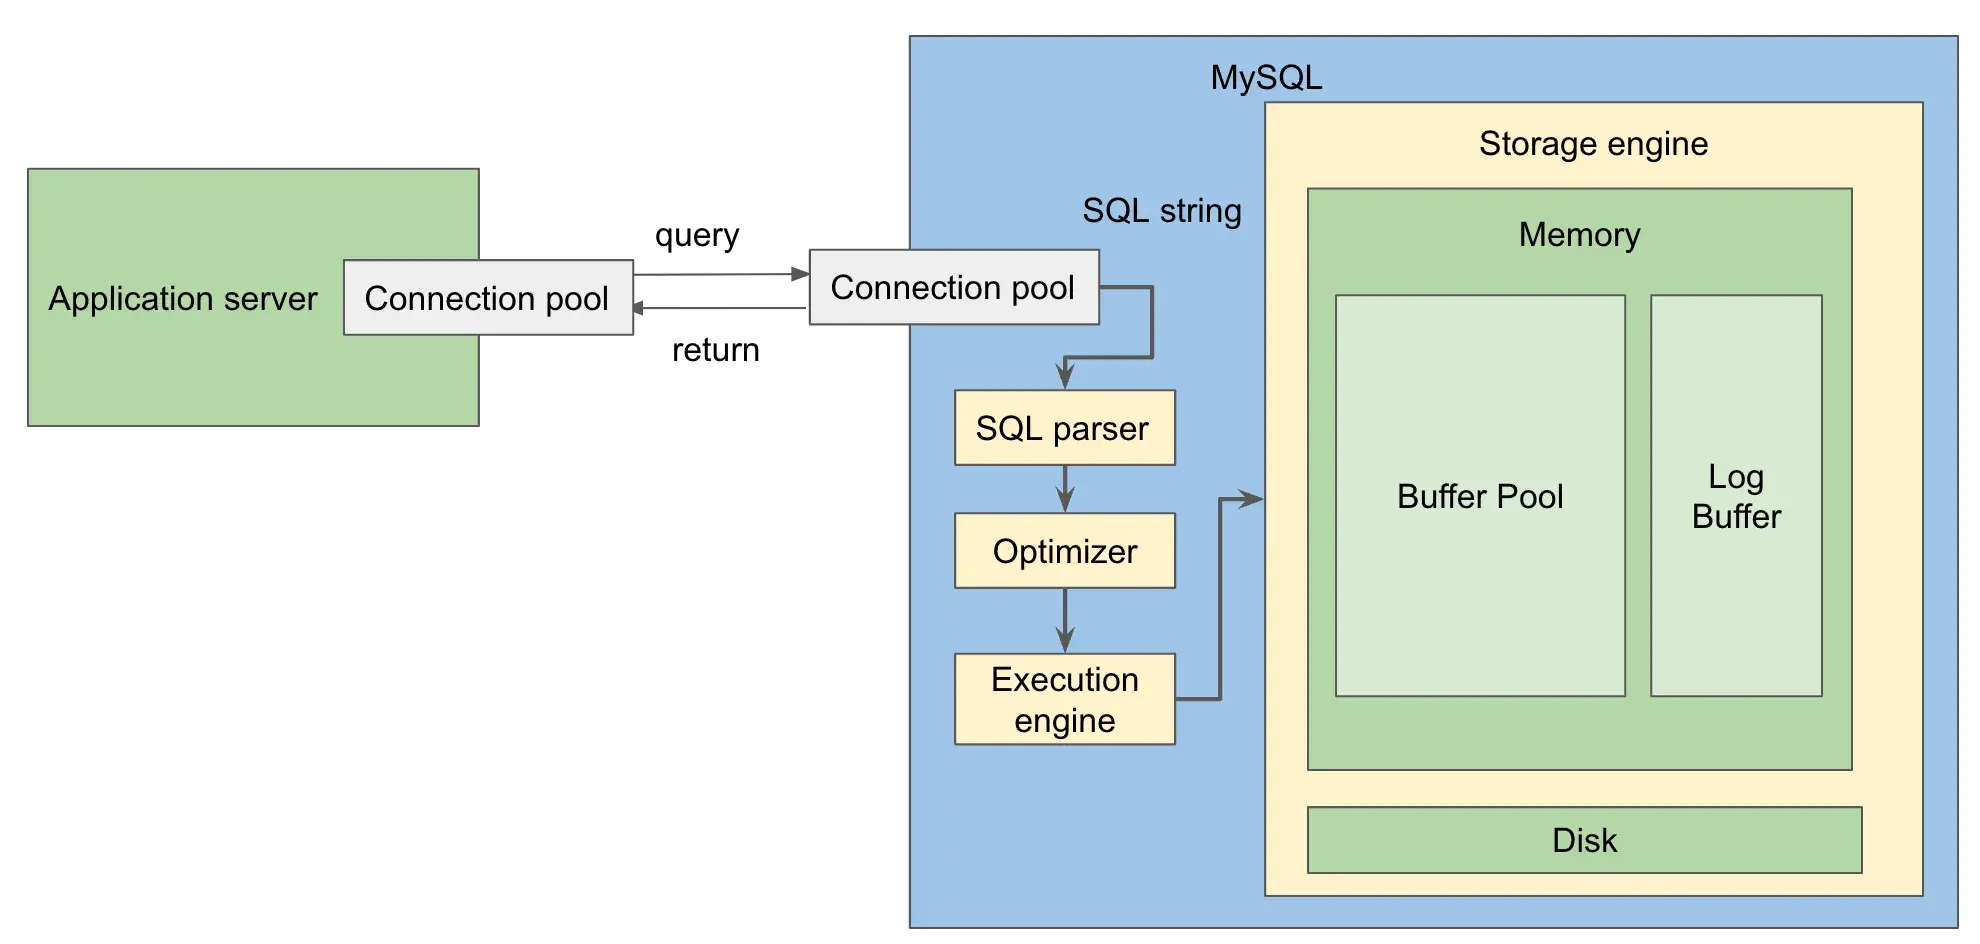 MySQL
Storage engine
SQL string
Memory
query
Application server
Connection pool
Connection pool
return
SQL parser
Optimizer
Execution
engine
Buffer Pool
Log
Buffer
Disk